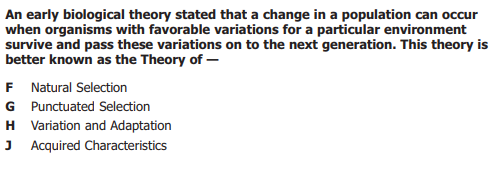 An early biological theory stated that a change in a population can occur
when organisms with favorable variations for a particular environment
survive and pass these variations on to the next generation. This theory is
better known as the Theory of —
F Natural Selection
G Punctuated Selection
H Variation and Adaptation
J Acquired Characteristics